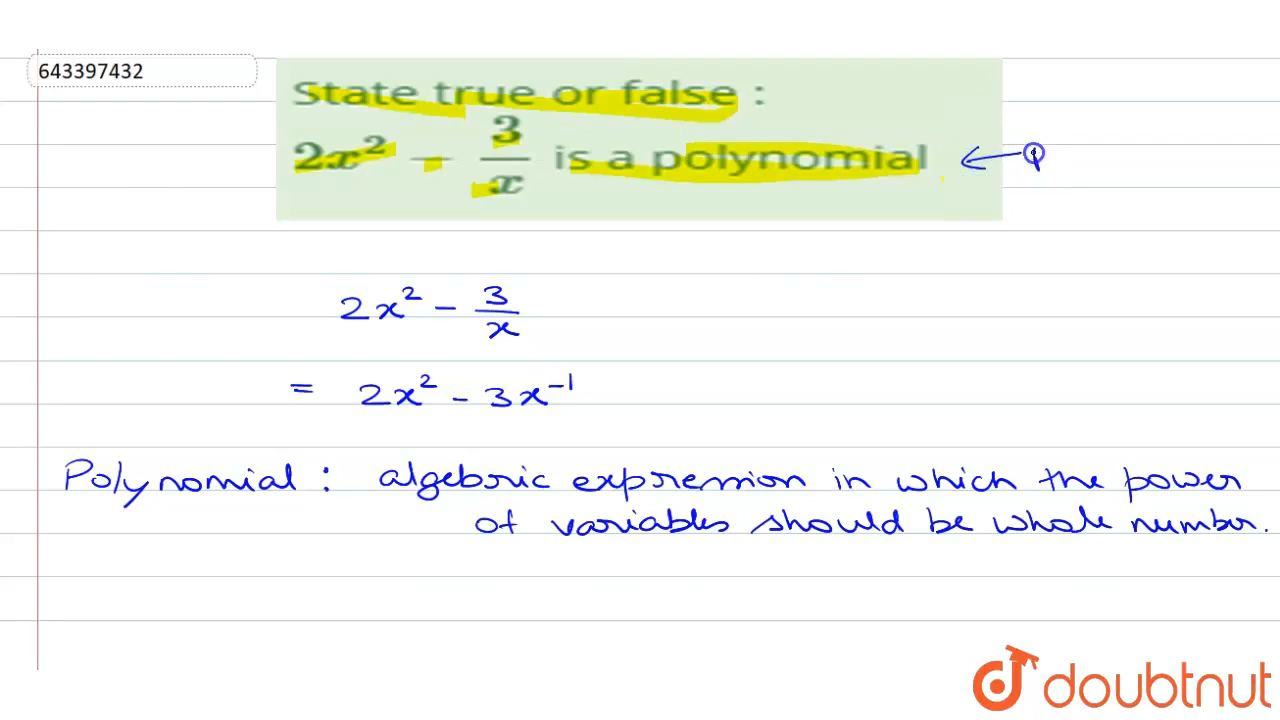 643397432
State true or false :
2x² - 3/x is a polynomial
2x² - 3/x
= 2x² - 3x⁻¹
Polynomial : algebric expression in which the power
of variables should be whole number.
doubtnut